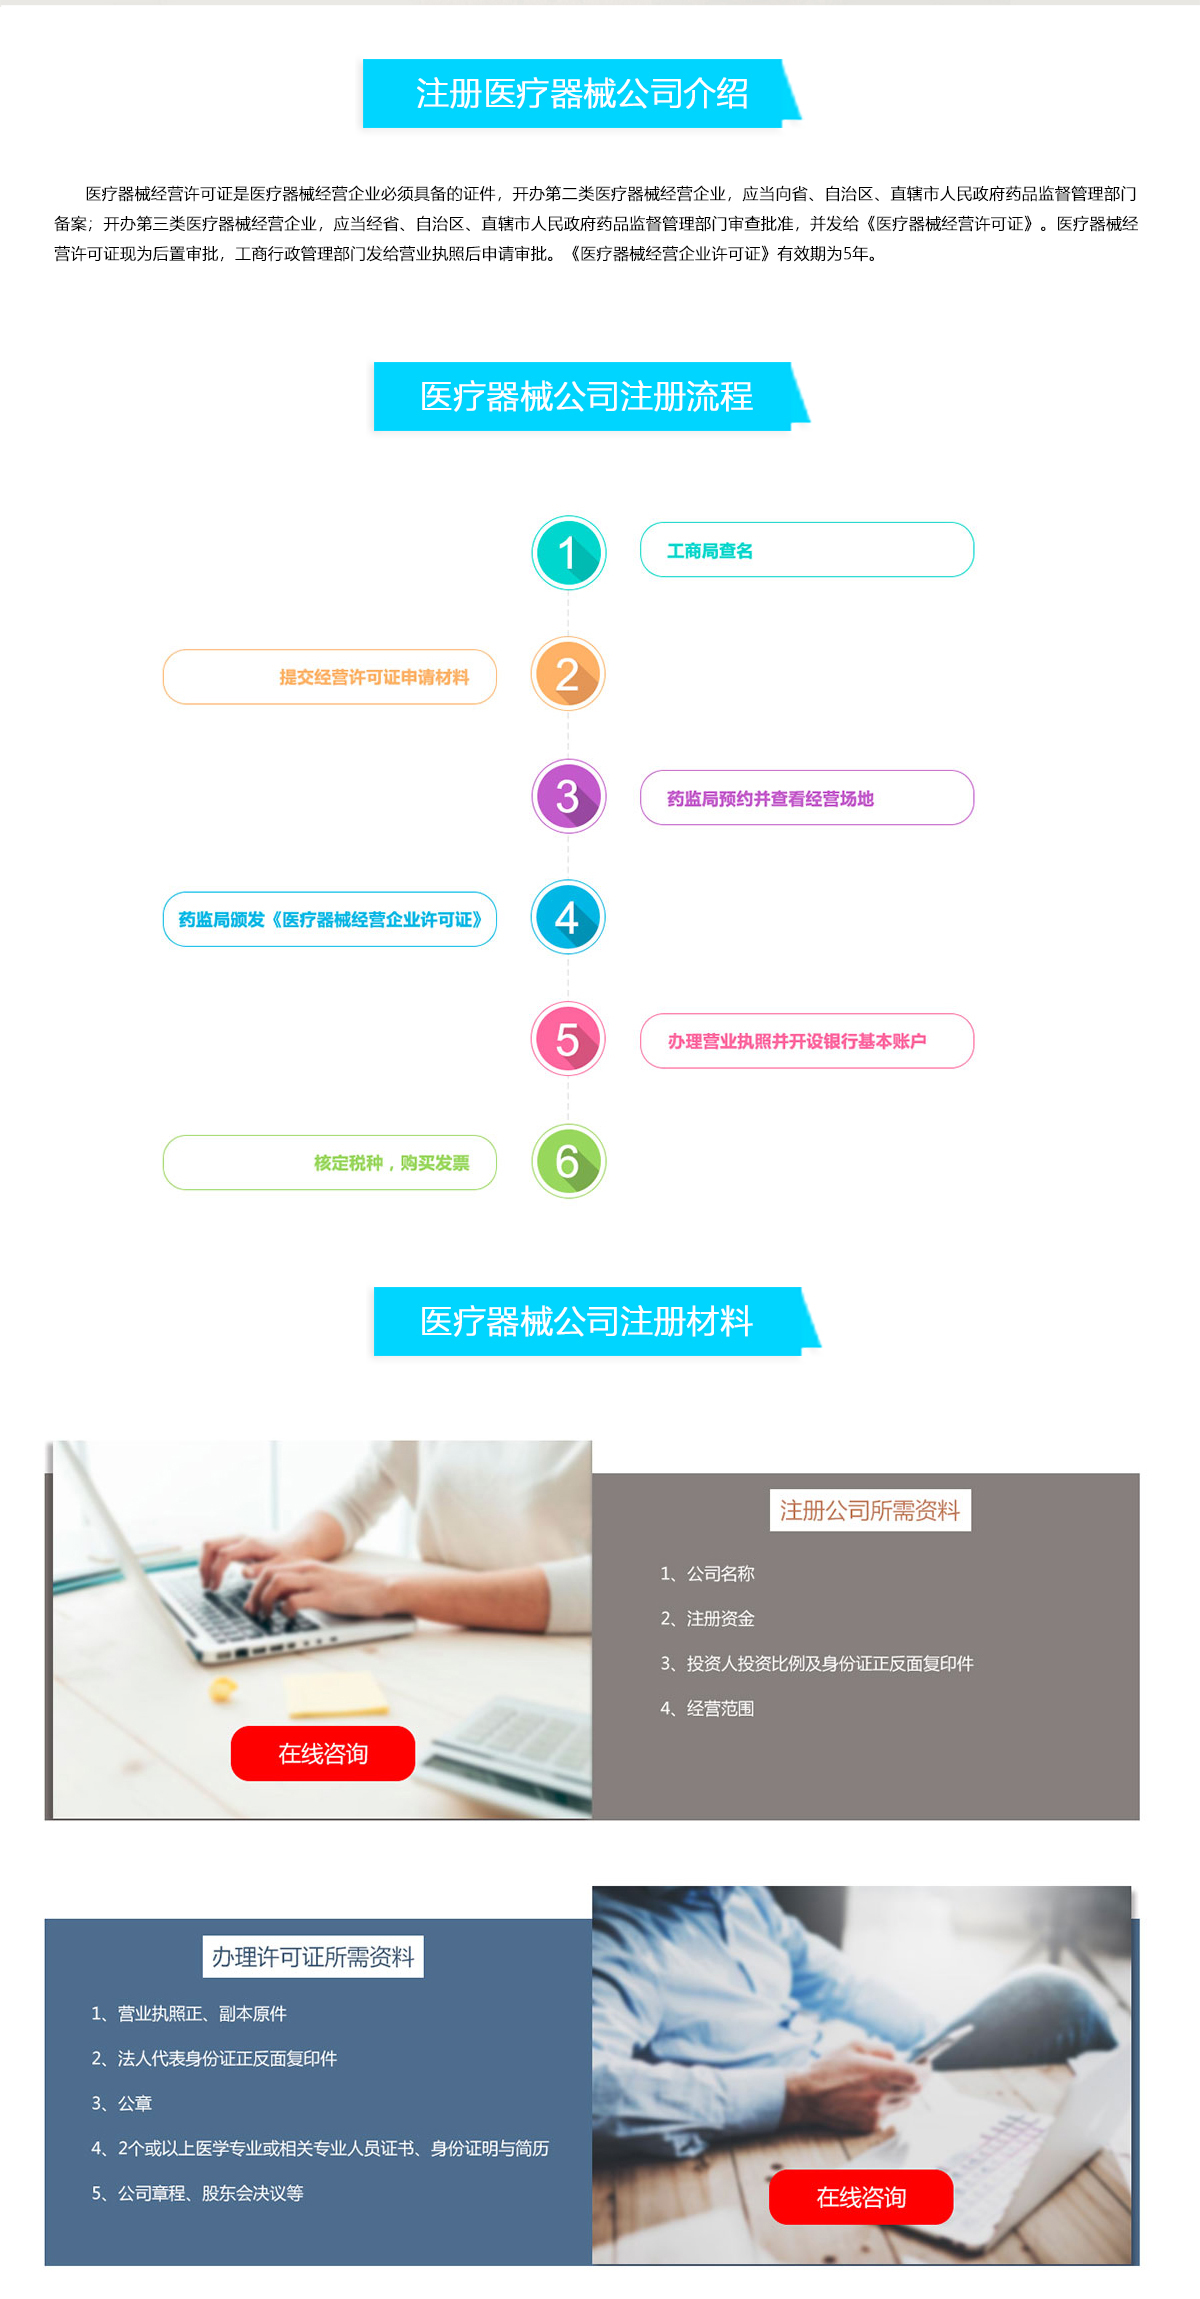 注册医疗器械公司介绍
医疗器械经营许可证是医疗器械经营企业必须具备的证件，开办第二类医疗器械经营企业，应当向省、自治区、直辖市人民政府药品监督管理部门
备案；开办第三类医疗器械经营企业，应当经省、自治区、直辖市人民政府药品监督管理部门审查批准，并发给《医疗器械经营许可证》。医疗器械经
营许可证现为后置审批，工商行政管理部门发给营业执照后申请审批。《医疗器械经营企业许可证》有效期为5年。
医疗器械公司注册流程
1
工商局查名
2
提交经营许可证申请材料
3
药监局预约并查看经营场地
4
药监局颁发《医疗器械经营企业许可证》
5
办理营业执照并开设银行基本账户
6
核定税种，购买发票
医疗器械公司注册材料
注册公司所需资料
1、公司名称
2、注册资金
3、投资人投资比例及身份证正反面复印件
4、经营范围
在线咨询
办理许可证所需资料
1、营业执照正、副本原件
2、法人代表身份证正反面复印件
3、公章
4、2个或以上医学专业或相关专业人员证书、身份证明与简历
5、公司章程、股东会决议等
在线咨询